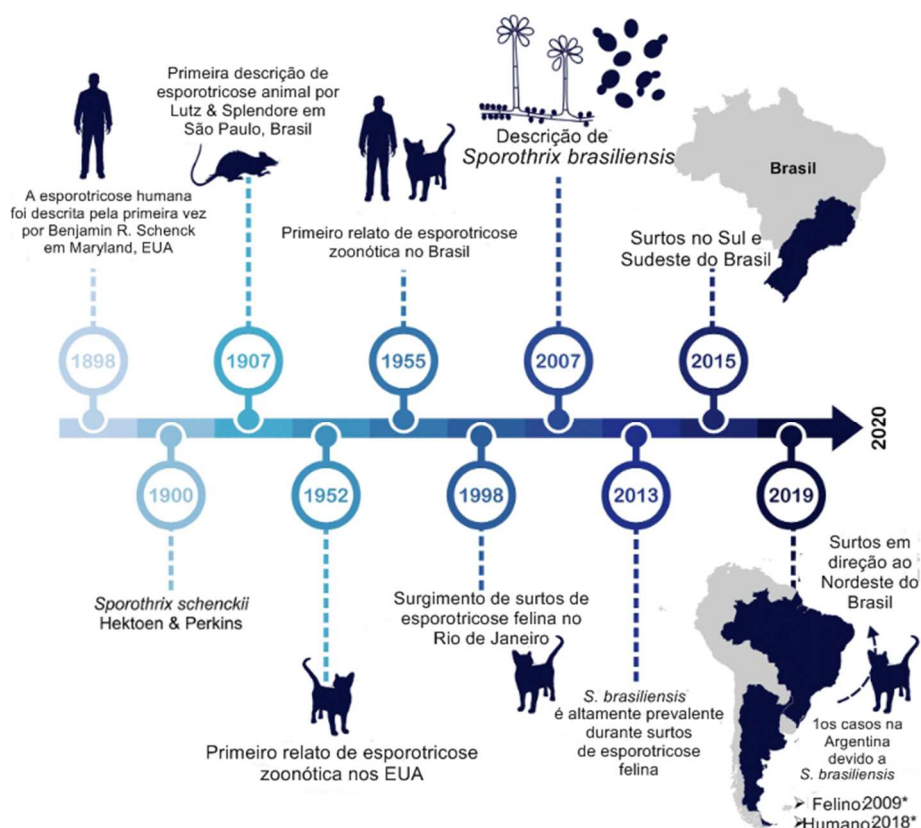 A esporotricose humana
foi descrita pela primeira vez
por Benjamin R. Schenck
em Maryland, EUA
1898
Sporothrix schenckii
Hektoen & Perkins
1900
Primeira descrição de
esporotricose animal por
Lutz & Splendore em
São Paulo, Brasil
1907
1952
Primeiro relato de esporotricose
zoonótica nos EUA
Primeiro relato de esporotricose
zoonótica no Brasil
1955
1998
Surgimento de surtos de
esporotricose felina no
Rio de Janeiro
Descrição de
Sporothrix brasiliensis
2007
2013
S. brasiliensis
é altamente prevalente
durante surtos
de esporotricose
felina
Brasil
Surtos no Sul e
Sudeste do Brasil
2015
2019
Surtos em
direção ao
Nordeste do
Brasil
1os casos na
Argentina
devido a
S. brasiliensis
➤ Felino:2009*
➤ Humano:2018*
2020